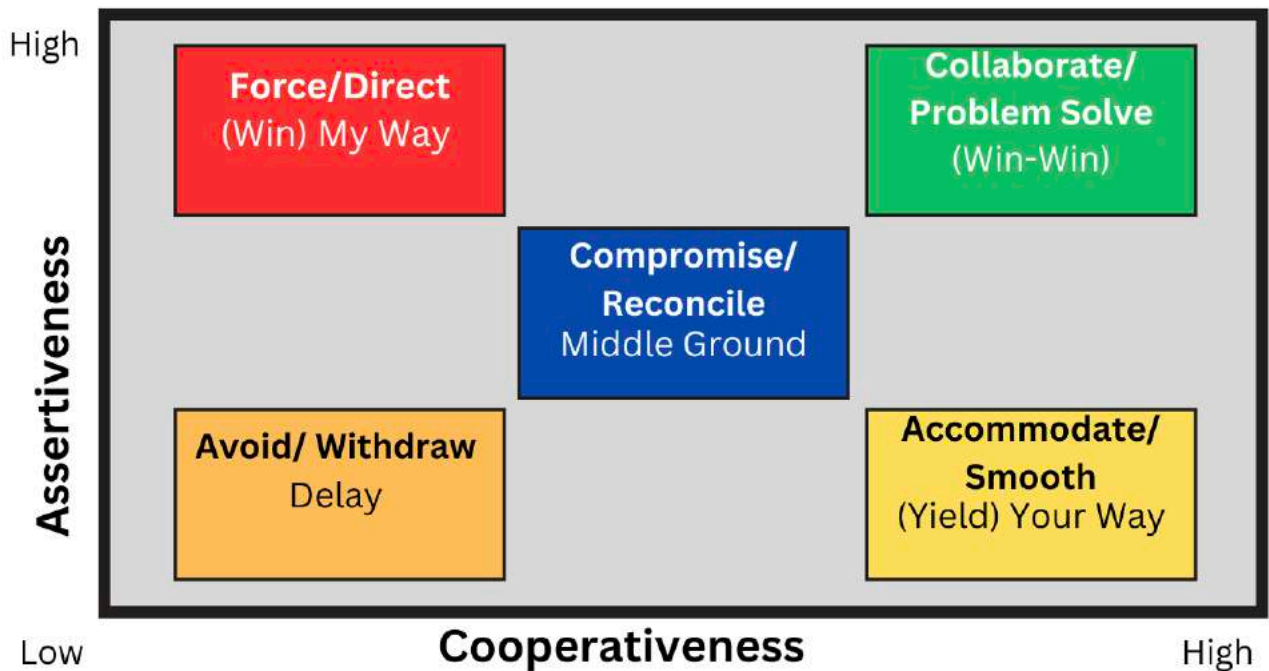 High
Force/Direct
(Win) My Way
Collaborate/
Problem Solve
(Win-Win)
Compromise/
Reconcile
Middle Ground
Assertiveness
Avoid/ Withdraw
Delay
Accommodate/
Smooth
(Yield) Your Way
Low
Cooperativeness
High